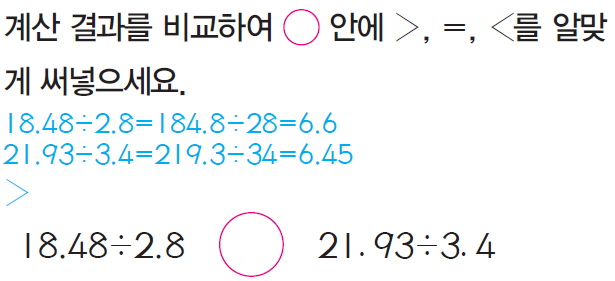 계산 결과를 비교하여 ○ 안에 >, =, <를 알맞
게 써넣으세요.
18.48÷2.8=184.8÷28=6.6
21.93÷3.4=219.3÷34=6.45
>
18.48÷2.8 ○ 21.93÷3.4